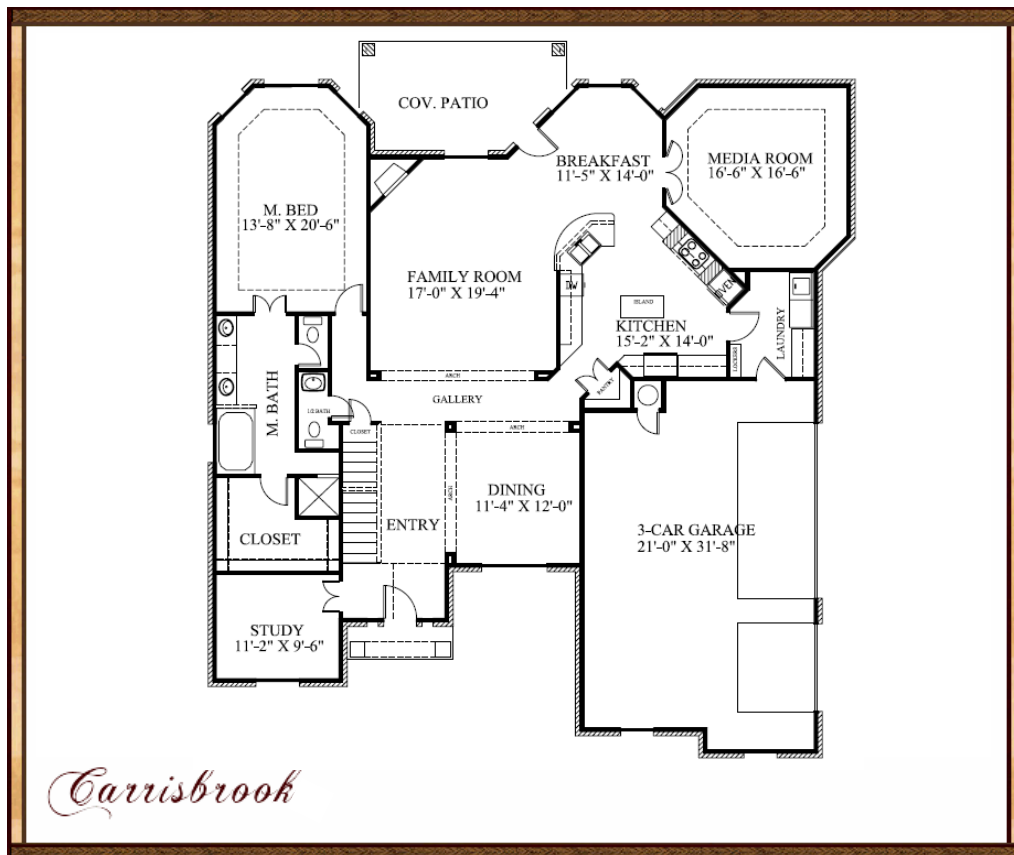 COV. PATIO
BREAKFAST
11'-5" X 14'-0"
MEDIA ROOM
16'-6" X 16'-6"
M. BED
13'-8" X 20'-6"
FAMILY ROOM
17'-0" X 19'-4"
DW
OVEN
ISLAND
KITCHEN
15'-2" X 14'-0"
LAUNDRY
LOCKERS
PANTRY
ARCH
GALLERY
M. BATH
1/2 BATH
CLOSET
ARCH
ARCH
DINING
11'-4" X 12'-0"
ENTRY
CLOSET
3-CAR GARAGE
21'-0" X 31'-8"
STUDY
11'-2" X 9'-6"
Carrisbrook